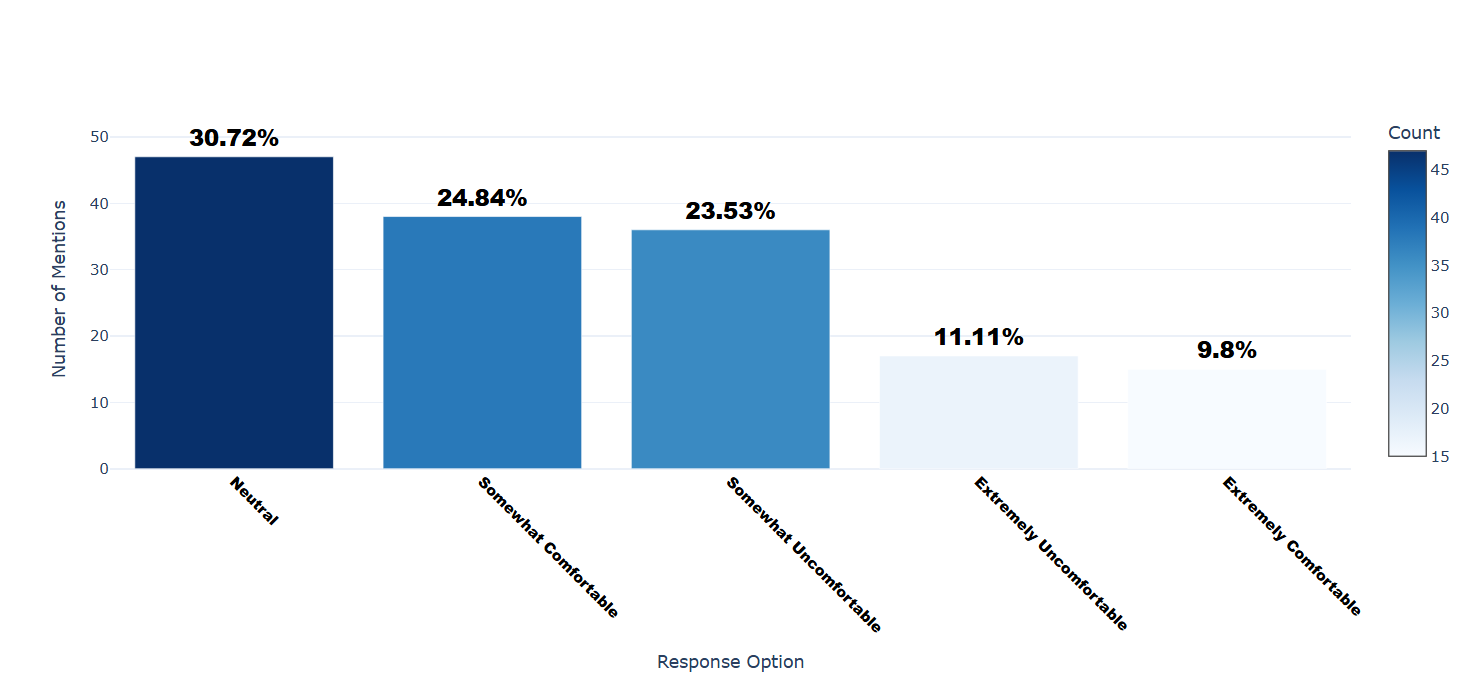 Number of Mentions
50
40
30
20
10
0
30.72%
24.84%
23.53%
11.11%
9.8%
Neutral
Somewhat Comfortable
Somewhat Uncomfortable
Extremely Uncomfortable
Extremely Comfortable
Response Option
Count
45
40
35
30
25
20
15